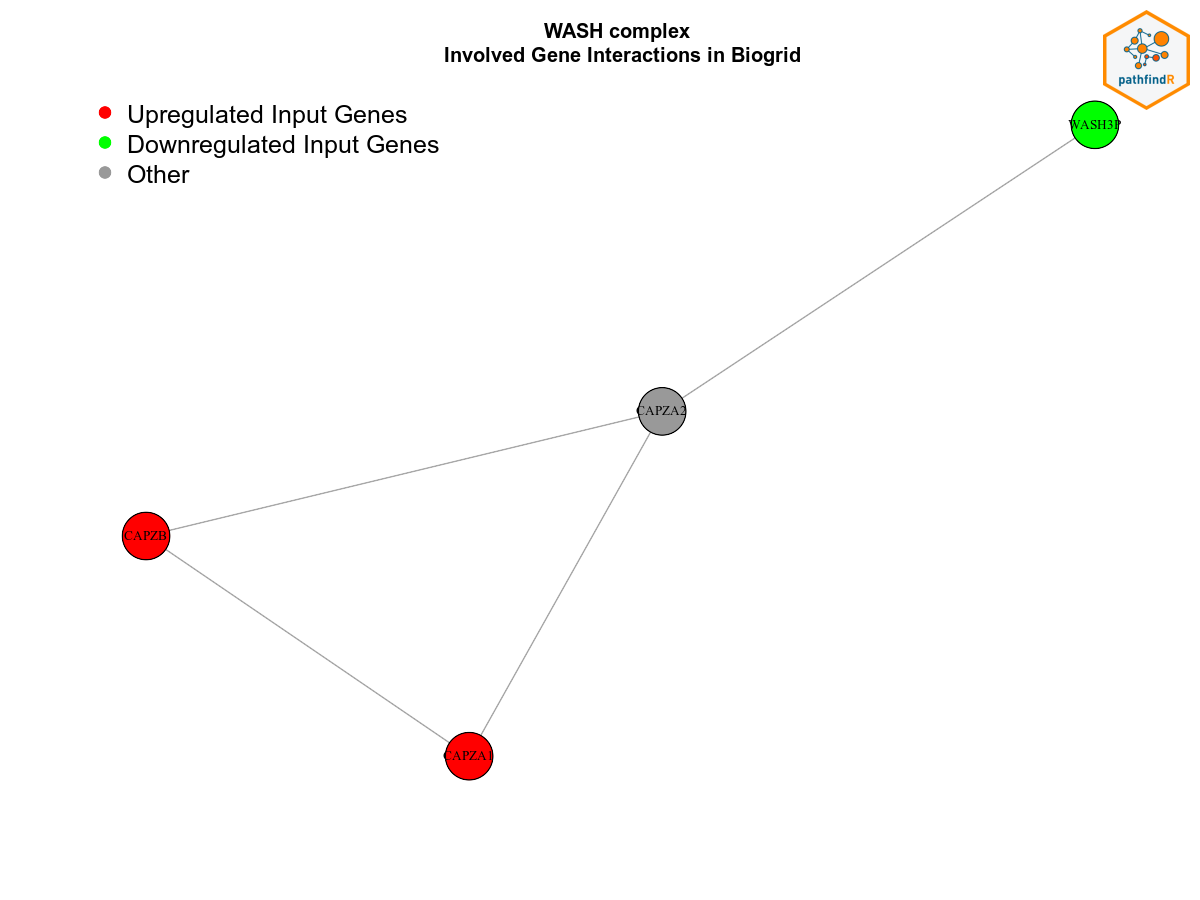 WASH complex
Involved Gene Interactions in Biogrid
pathfindR
Upregulated Input Genes
Downregulated Input Genes
Other
WASH3P
CAPZA2
CAPZB
CAPZA1